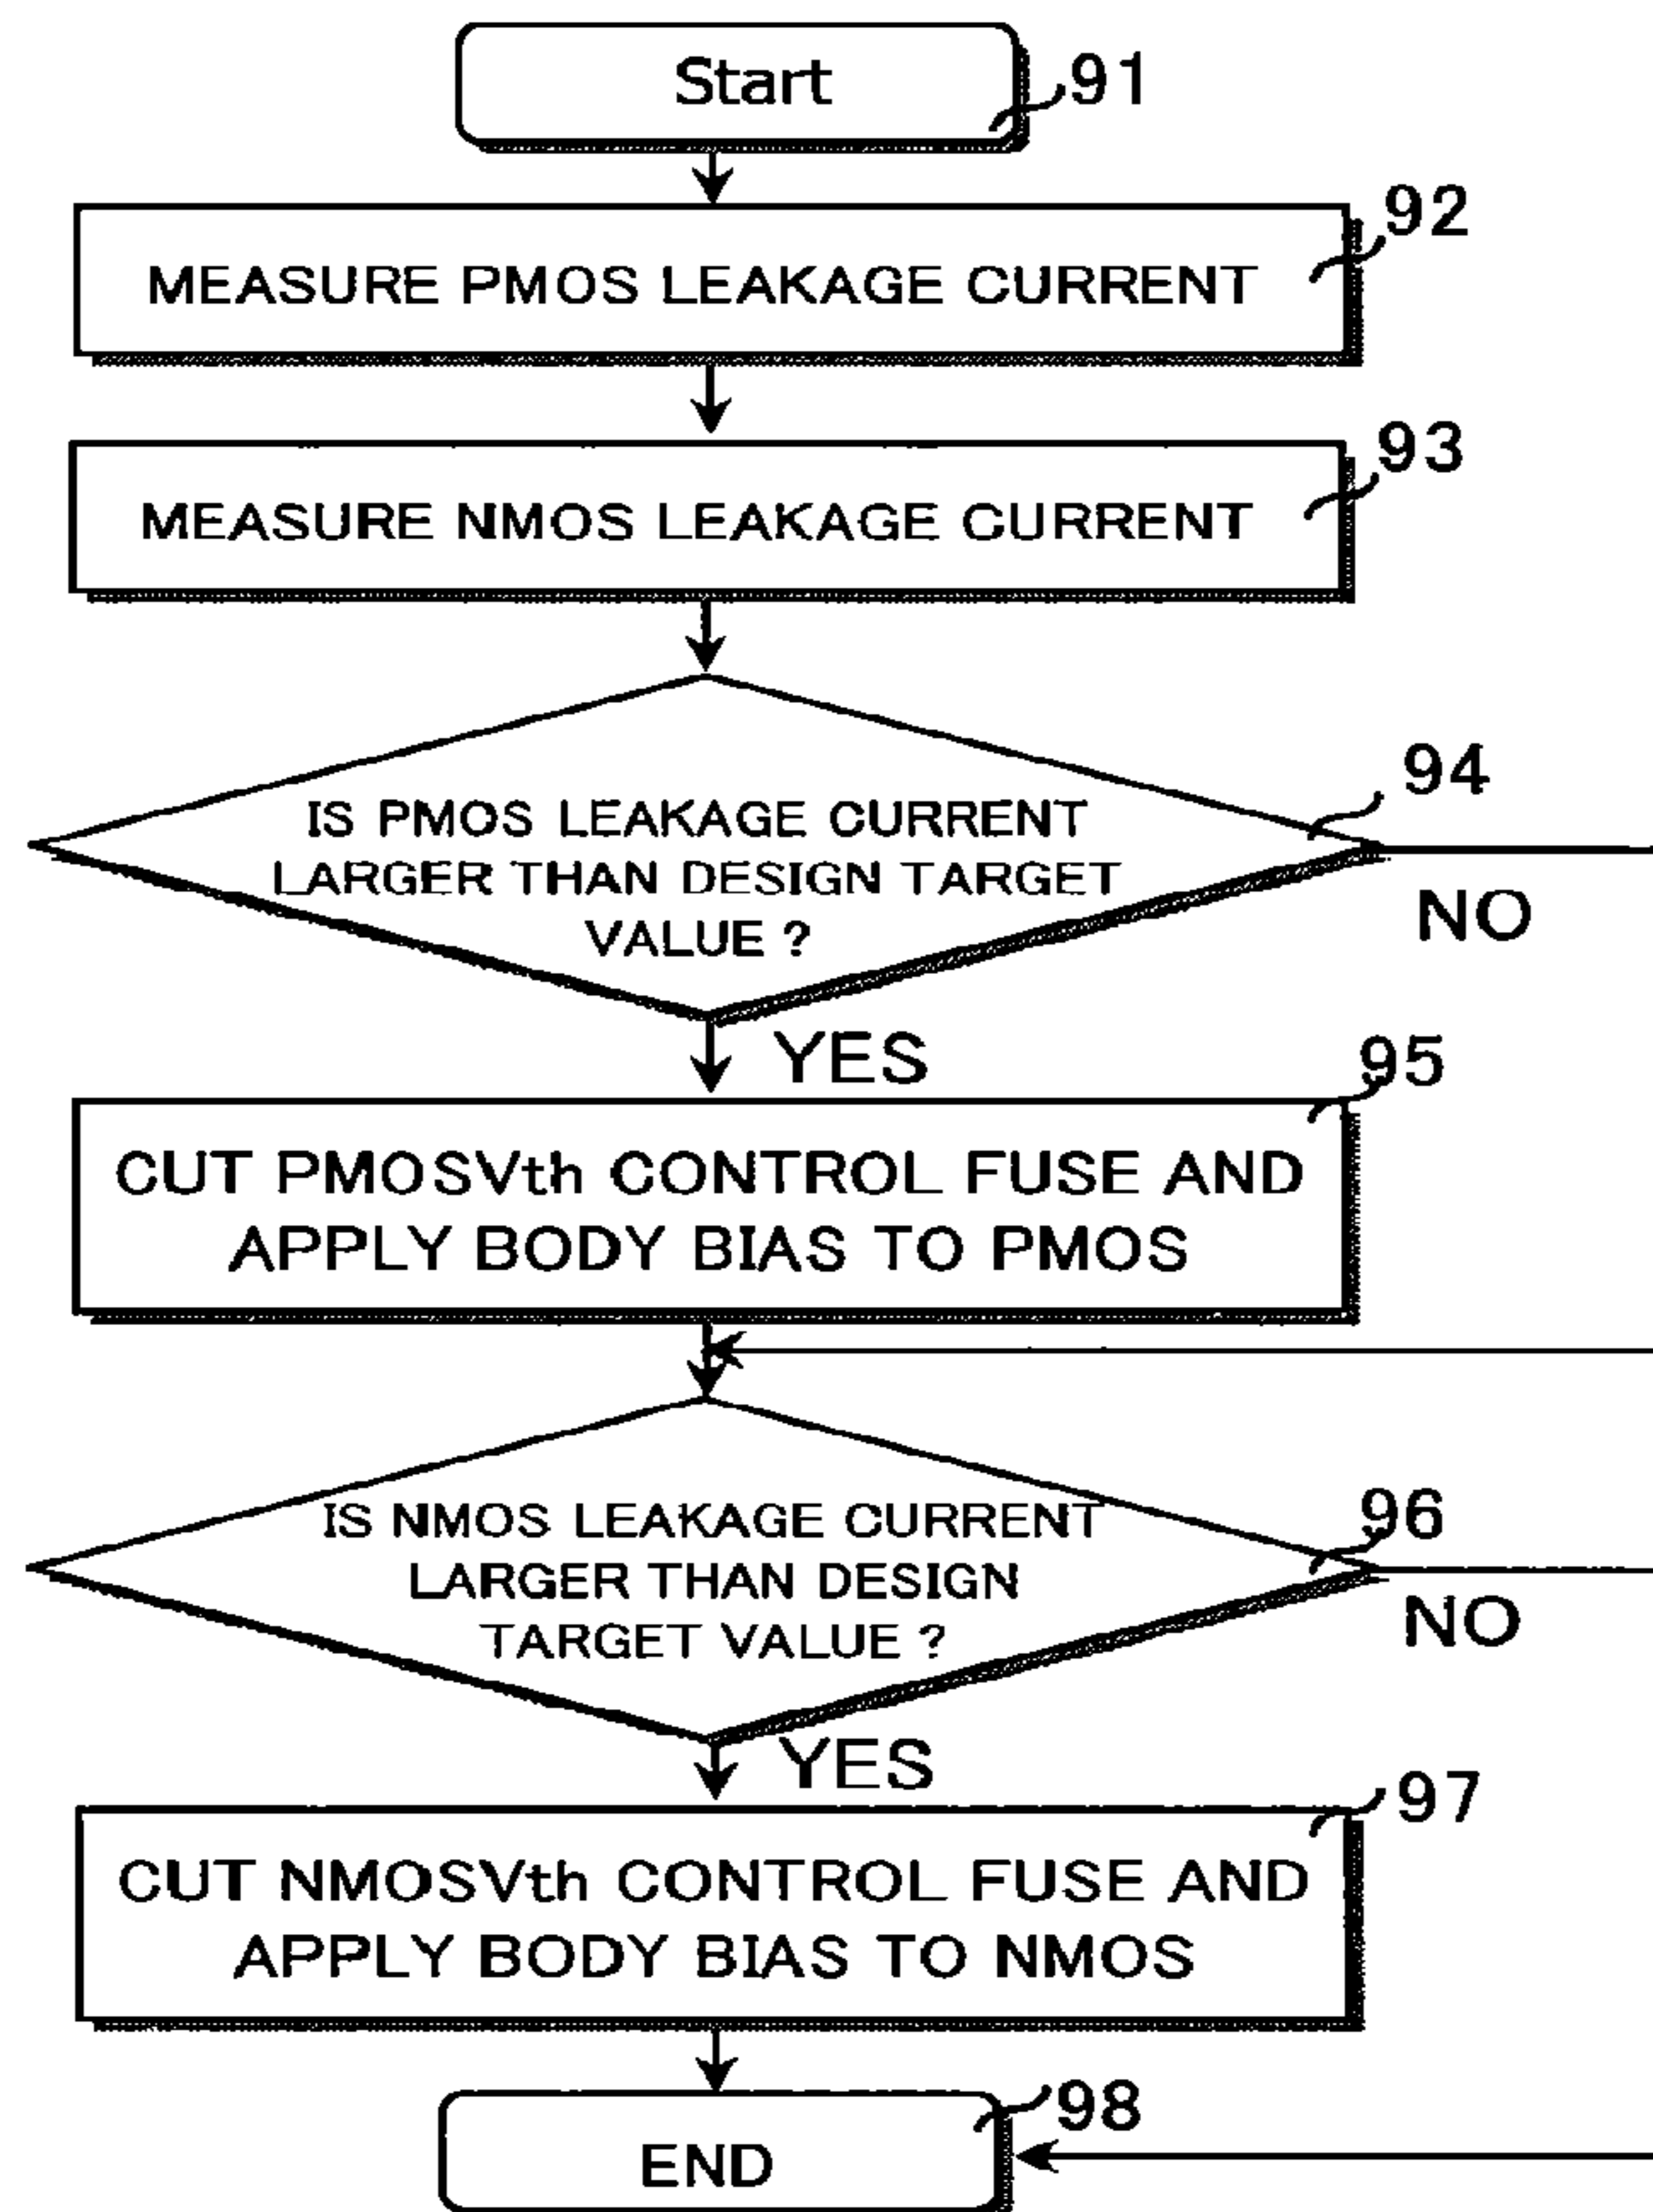 Start
91
92
MEASURE PMOS LEAKAGE CURRENT
93
MEASURE NMOS LEAKAGE CURRENT
94
IS PMOS LEAKAGE CURRENT
LARGER THAN DESIGN TARGET
VALUE ?
NO
YES
95
CUT PMOSVth CONTROL FUSE AND
APPLY BODY BIAS TO PMOS
96
IS NMOS LEAKAGE CURRENT
LARGER THAN DESIGN
TARGET VALUE ?
NO
YES
97
CUT NMOSVth CONTROL FUSE AND
APPLY BODY BIAS TO NMOS
98
END